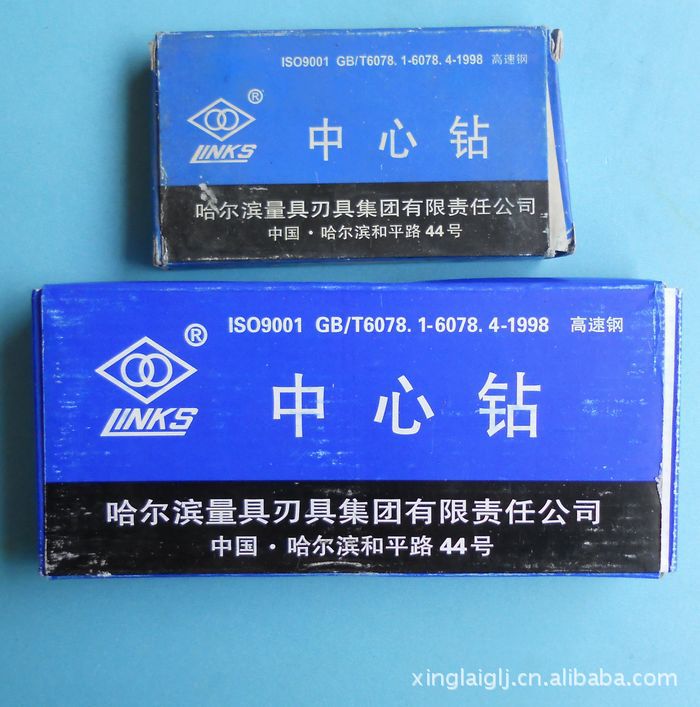 ISO9001 GB/T6078. 1-6078. 4-1998 高速钢
®
LINKS
中心钻
哈尔滨量具刃具集团有限责任公司
中国·哈尔滨和平路44号
ISO9001 GB/T6078. 1-6078. 4-1998 高速钢
®
LINKS
中心钻
哈尔滨量具刃具集团有限责任公司
中国·哈尔滨和平路44号
xinglaiglj.cn.alibaba.com